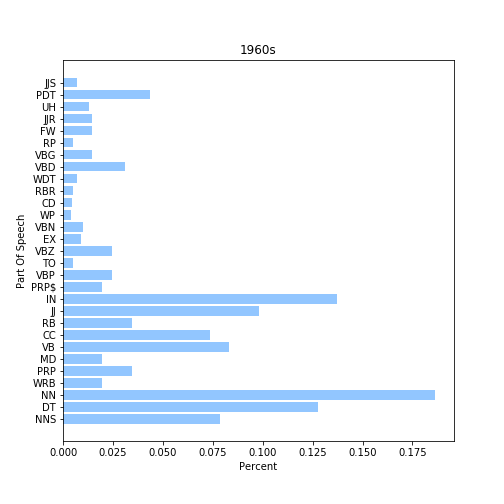 1960s
JJS
PDT
UH
JJR
FW
RP
VBG
VBD
WDT
RBR
CD
WP
VBN
EX
VBZ
TO
VBP
PRP$
IN
JJ
RB
CC
VB
MD
PRP
WRB
NN
DT
NNS
Part Of Speech
0.000 0.025 0.050 0.075 0.100 0.125 0.150 0.175
Percent